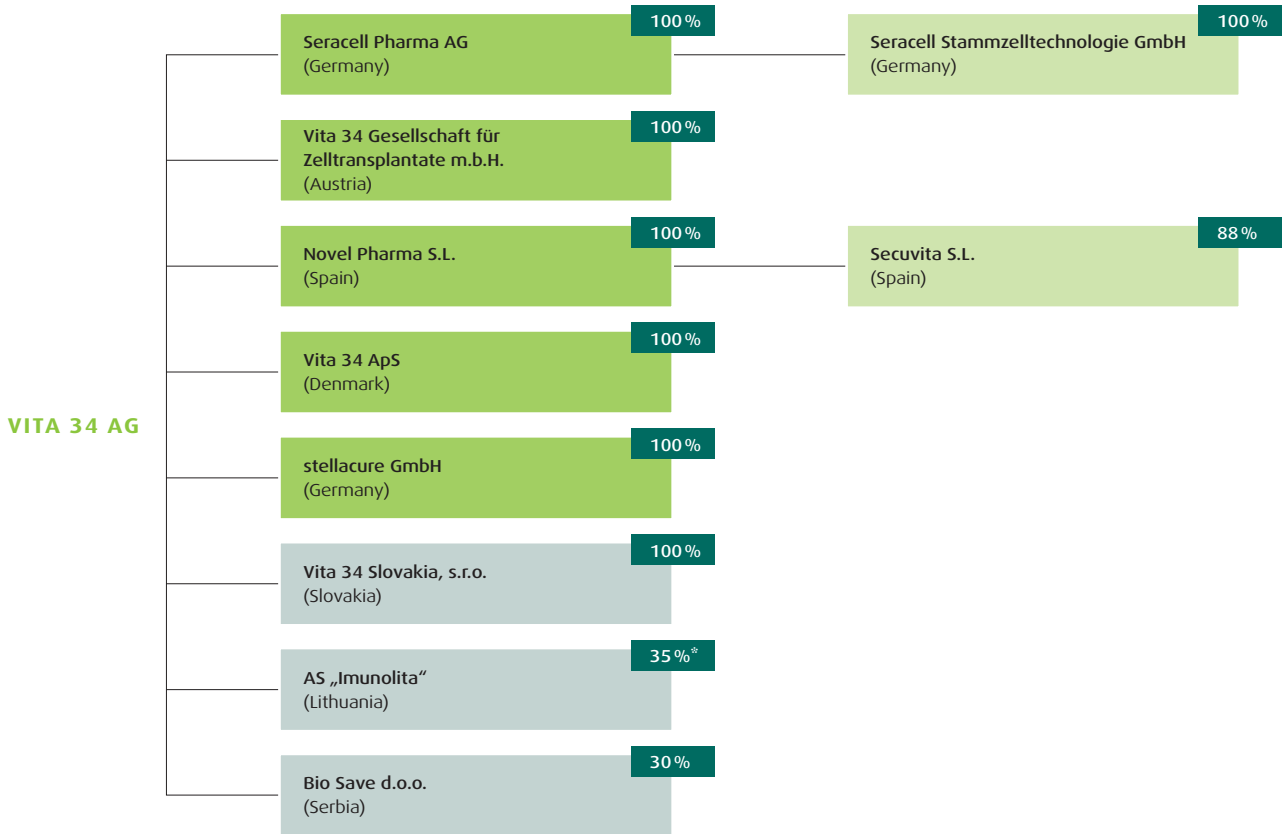 100 %
Seracell Pharma AG
(Germany)
100 %
Seracell Stammzelltechnologie GmbH
(Germany)
100 %
Vita 34 Gesellschaft für
Zelltransplantate m.b.H.
(Austria)
100 %
Novel Pharma S.L.
(Spain)
88 %
Secuvita S.L.
(Spain)
100 %
Vita 34 ApS
(Denmark)
VITA 34 AG
100 %
stellacure GmbH
(Germany)
100 %
Vita 34 Slovakia, s.r.o.
(Slovakia)
35 %*
AS „Imunolita“
(Lithuania)
30 %
Bio Save d.o.o.
(Serbia)